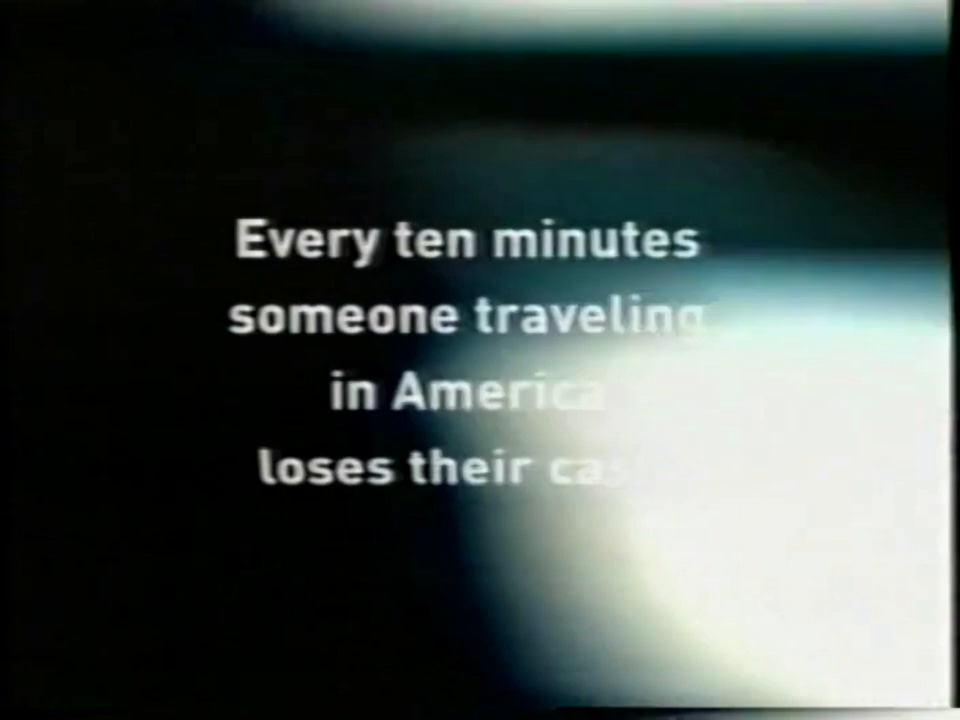 Every ten minutes
someone traveling
in America
loses their